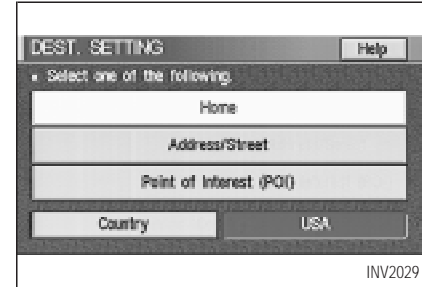 DEST. SETTING Help
• Select one of the following.
Home
Address/Street
Point of Interest (POI)
Country USA
INV2029